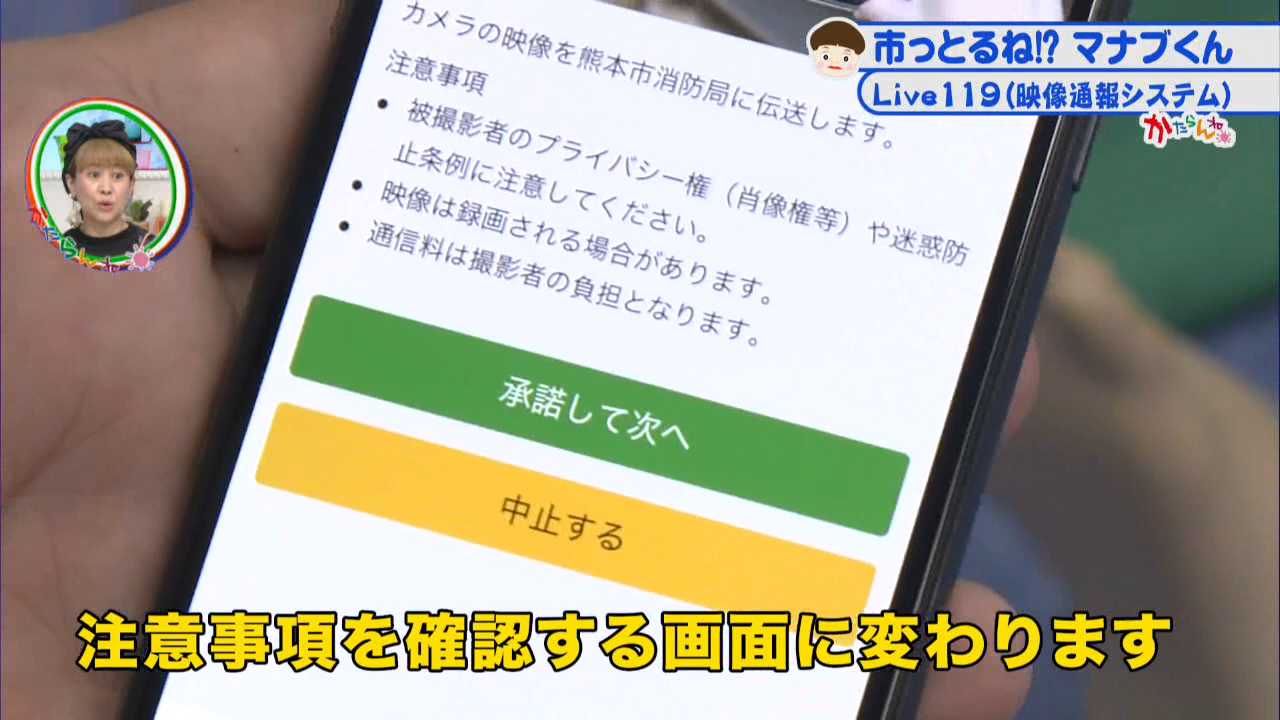 市っとるね!? マナブくん
Live119(映像通報システム)
かたらんね
かたらんね
カメラの映像を熊本市消防局に伝送します。
注意事項
• 被撮影者のプライバシー権（肖像権等）や迷惑防
止条例に注意してください。
• 映像は録画される場合があります。
• 通信料は撮影者の負担となります。
承諾して次へ
中止する
注意事項を確認する画面に変わります